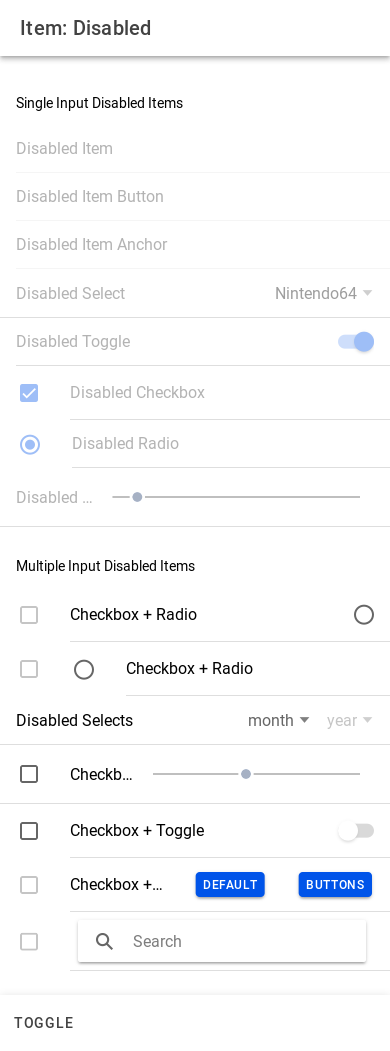 Item: Disabled
Single Input Disabled Items
Disabled Item
Disabled Item Button
Disabled Item Anchor
Disabled Select Nintendo64
Disabled Toggle
Disabled Checkbox
Disabled Radio
Disabled ...
Multiple Input Disabled Items
Checkbox + Radio
Checkbox + Radio
Disabled Selects month year
Checkb...
Checkbox + Toggle
Checkbox +... DEFAULT BUTTONS
Search
TOGGLE